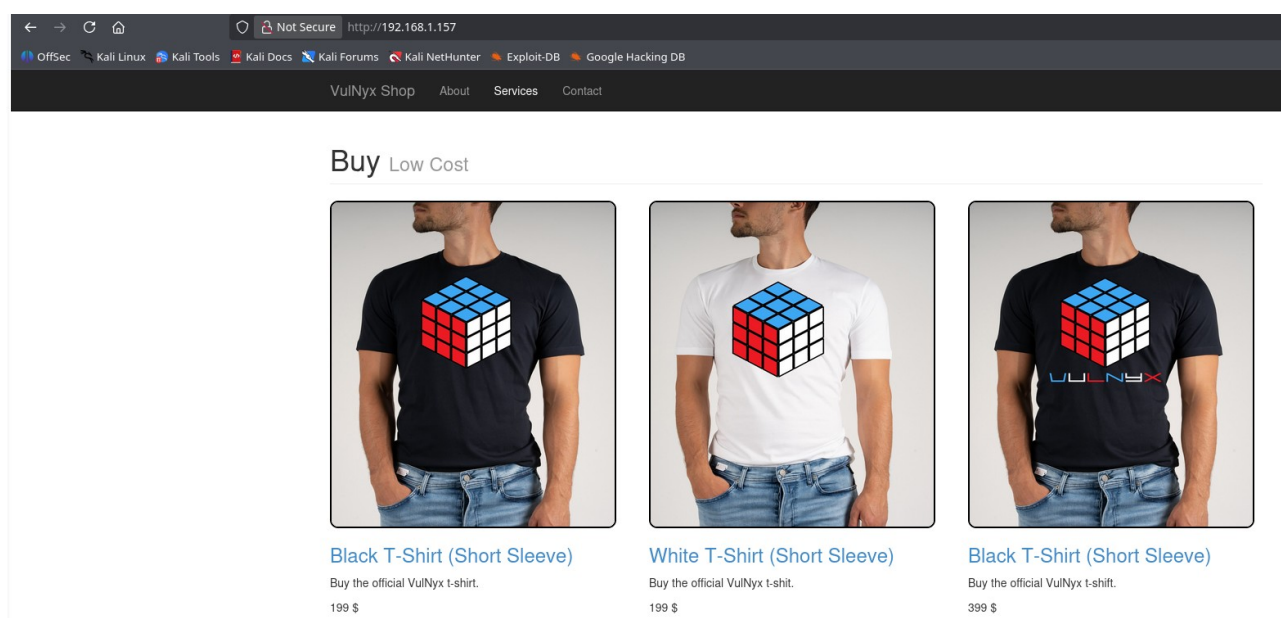 Not Secure http://192.168.1.157
OffSec Kali Linux Kali Tools Kali Docs Kali Forums Kali NetHunter Exploit-DB Google Hacking DB
VulNyx Shop About Services Contact
Buy Low Cost
VULNYX
Black T-Shirt (Short Sleeve) White T-Shirt (Short Sleeve) Black T-Shirt (Short Sleeve)
Buy the official VulNyx t-shirt. Buy the official VulNyx t-shit. Buy the official VulNyx t-shift.
199 $ 199 $ 399 $